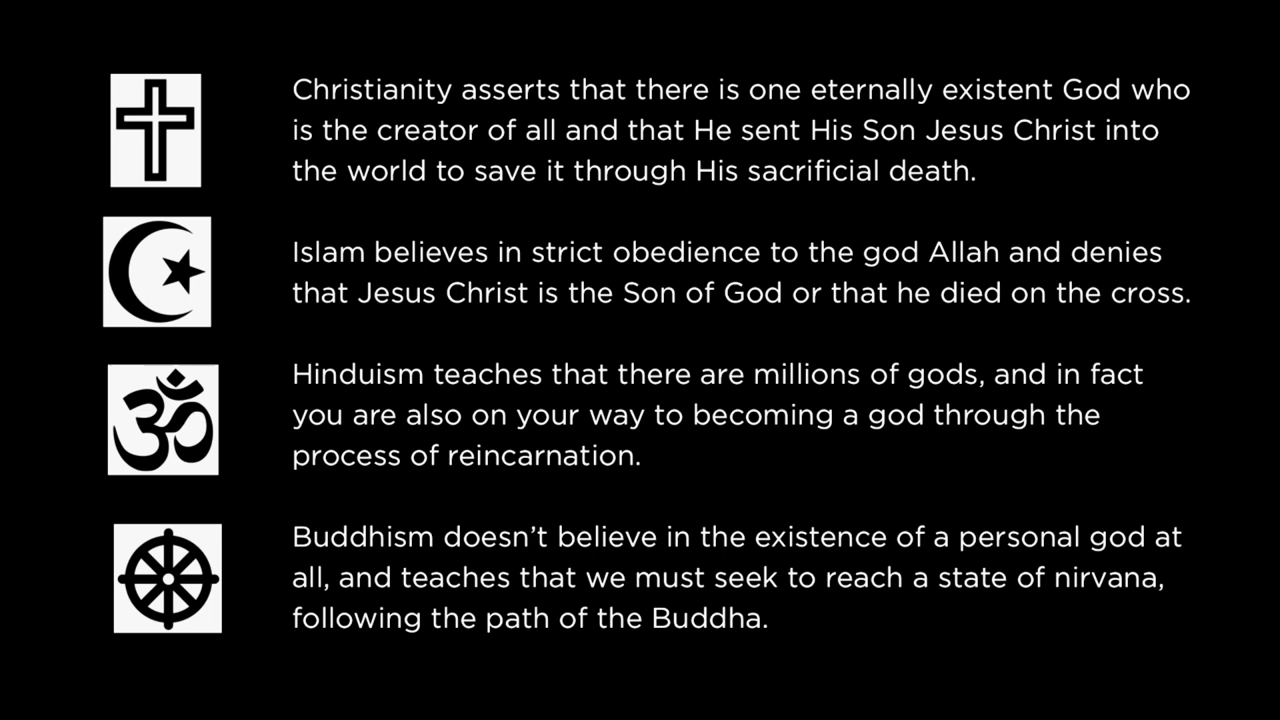 Christianity asserts that there is one eternally existent God who
is the creator of all and that He sent His Son Jesus Christ into
the world to save it through His sacrificial death.
Islam believes in strict obedience to the god Allah and denies
that Jesus Christ is the Son of God or that he died on the cross.
Hinduism teaches that there are millions of gods, and in fact
you are also on your way to becoming a god through the
process of reincarnation.
Buddhism doesn’t believe in the existence of a personal god at
all, and teaches that we must seek to reach a state of nirvana,
following the path of the Buddha.